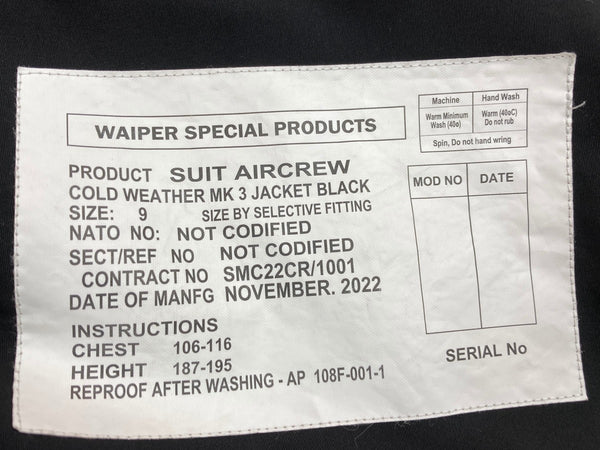 WAIPER SPECIAL PRODUCTS
Machine Hand Wash
Warm Minimum Wash (40o) Warm (40oC) Do not rub
Spin, Do not hand wring
PRODUCT SUIT AIRCREW
COLD WEATHER MK 3 JACKET BLACK
SIZE: 9 SIZE BY SELECTIVE FITTING
NATO NO: NOT CODIFIED
SECT/REF NO NOT CODIFIED
CONTRACT NO SMC22CR/1001
DATE OF MANFG NOVEMBER. 2022
MOD NO DATE
INSTRUCTIONS
CHEST 106-116
HEIGHT 187-195
REPROOF AFTER WASHING - AP 108F-001-1
SERIAL No